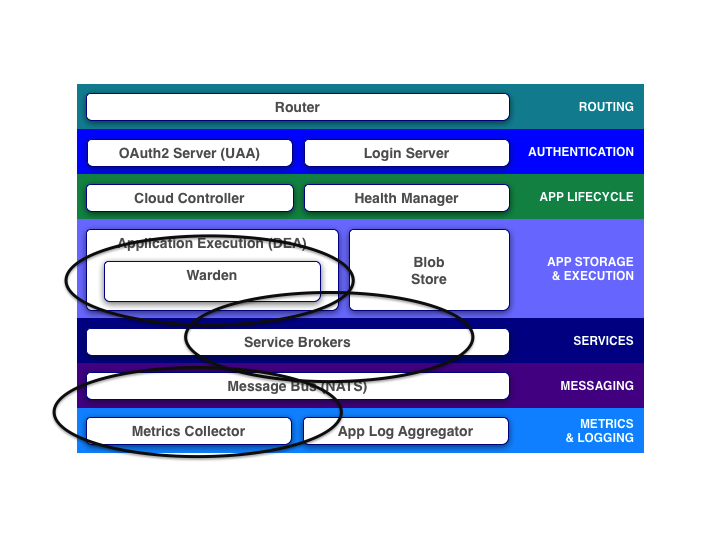 Router
ROUTING
OAuth2 Server (UAA)
Login Server
AUTHENTICATION
Cloud Controller
Health Manager
APP LIFECYCLE
Application Execution (DEA)
Warden
Blob
Store
APP STORAGE
& EXECUTION
Service Brokers
SERVICES
Message Bus (NATS)
MESSAGING
Metrics Collector
App Log Aggregator
METRICS
& LOGGING